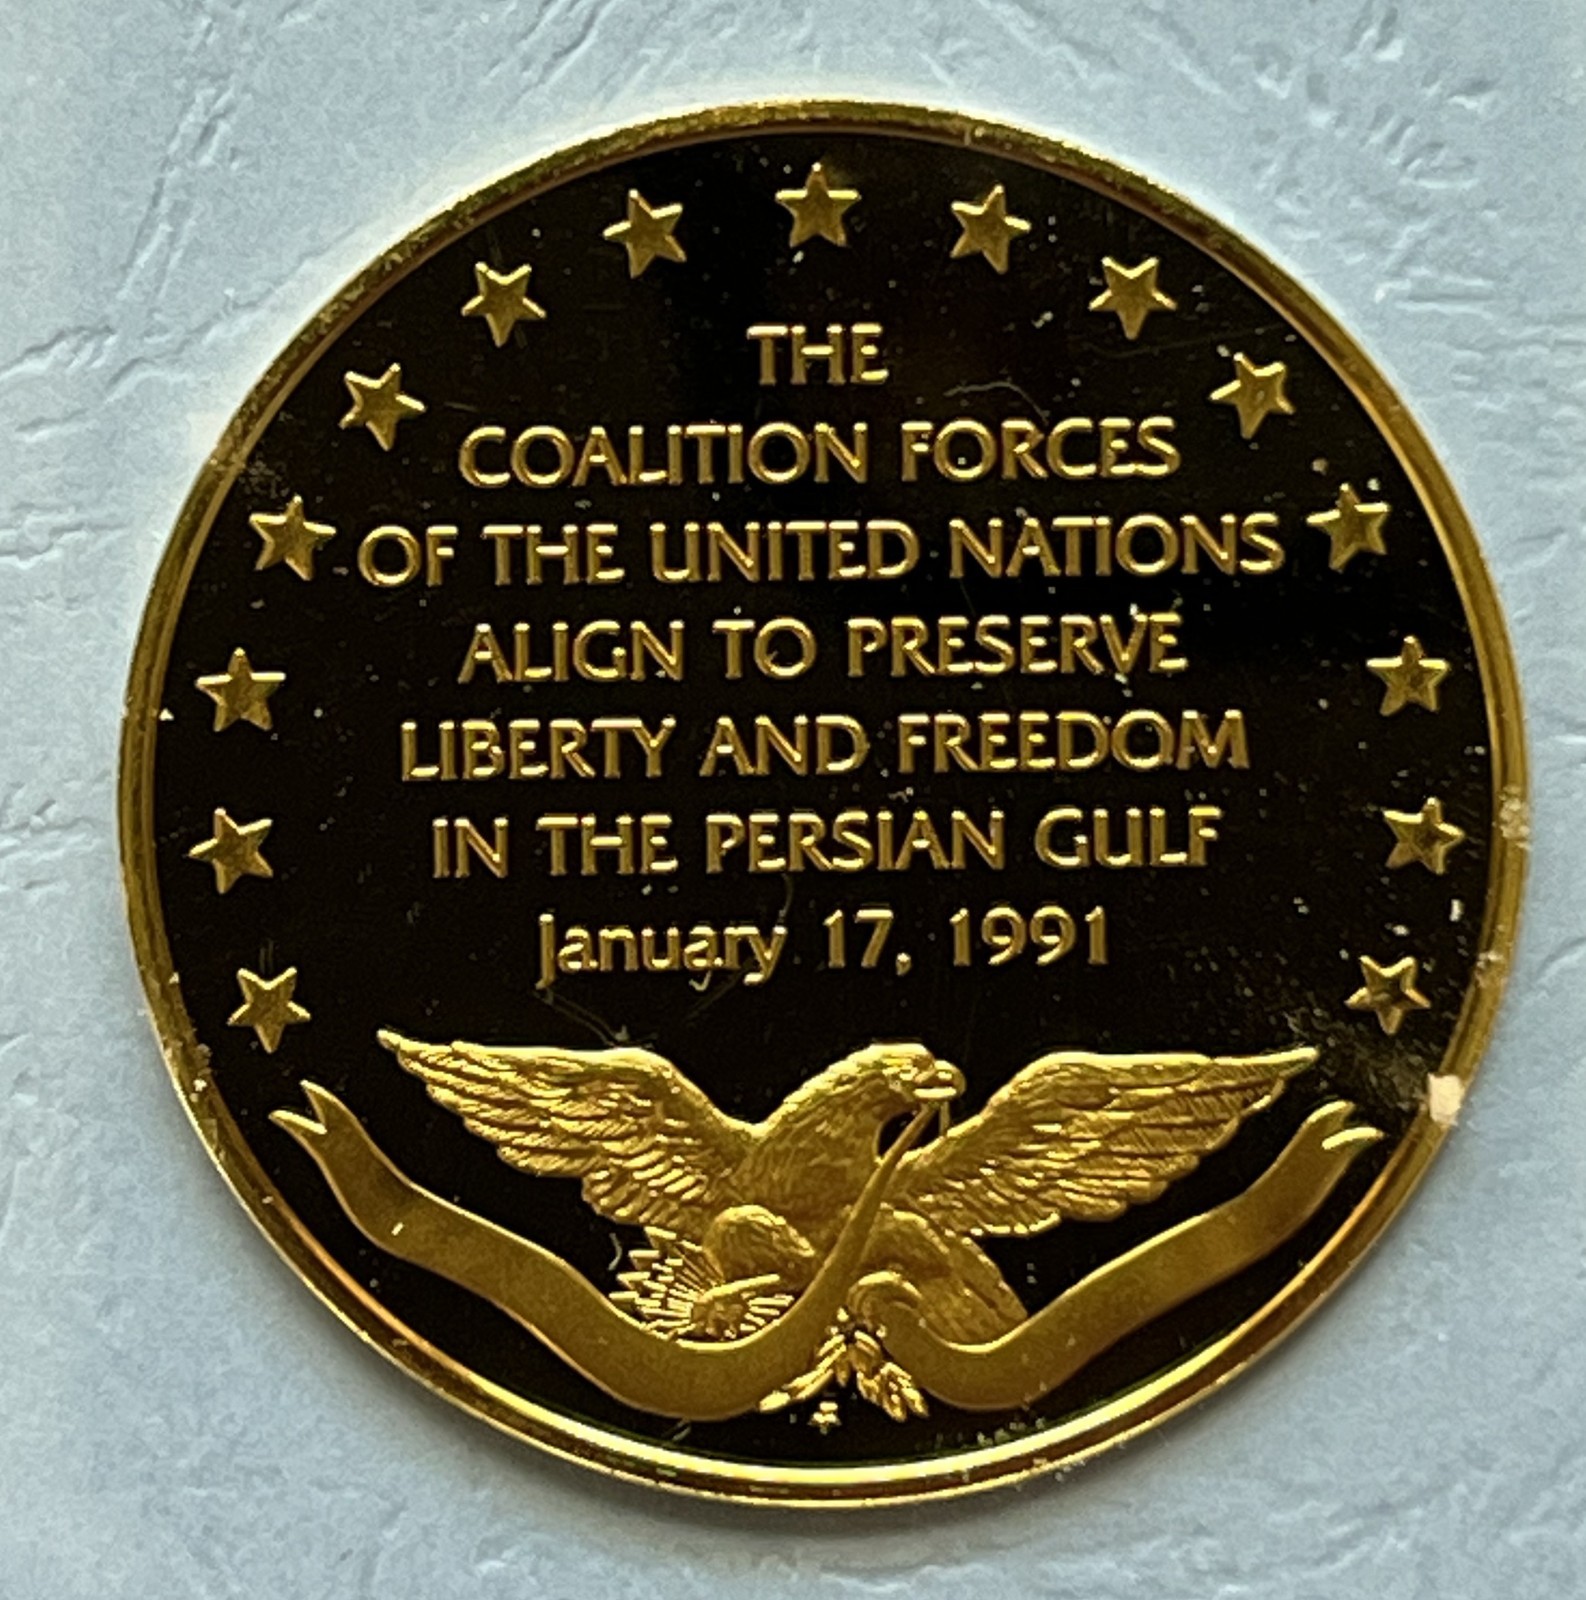 THE
COALITION FORCES
OF THE UNITED NATIONS
ALIGN TO PRESERVE
LIBERTY AND FREEDOM
IN THE PERSIAN GULF
January 17, 1991